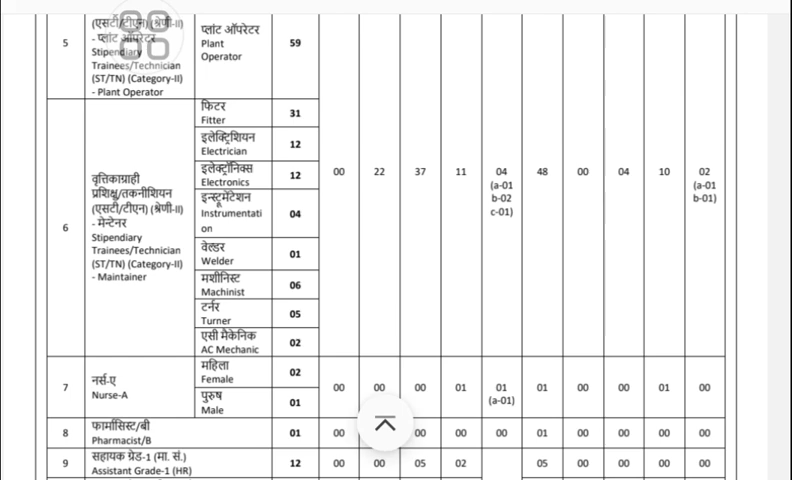 5
(एसटी/टीएन) (श्रेणी-II)
- प्लांट ऑपरेटर
Stipendiary
Trainees/Technician
(ST/TN) (Category-II)
- Plant Operator
प्लांट ऑपरेटर
Plant
Operator
59
6
वृत्तिकाग्राही
प्रशिक्षु/तकनीशियन
(एसटी/टीएन) (श्रेणी-II)
- मेन्टेनर
Stipendiary
Trainees/Technician
(ST/TN) (Category-II)
- Maintainer
फिटर
Fitter
31
इलेक्ट्रिशियन
Electrician
12
इलेक्ट्रॉनिक्स
Electronics
12
इन्स्ट्रूमेंटेशन
Instrumentati
on
04
वेल्डर
Welder
01
मशीनिस्ट
Machinist
06
टर्नर
Turner
05
एसी मैकेनिक
AC Mechanic
02
00 22 37 11 04 48 00 04 10 02
(a-01 (a-01
b-02 b-01)
c-01)
7
नर्स-ए
Nurse-A
महिला
Female
02
पुरुष
Male
01
00 00 00 01 01 01 00 00 01 00
(a-01)
8
फार्मासिस्ट/बी
Pharmacist/B
01 00 00 00 00 01 00 00 00 00
9
सहायक ग्रेड-1 (मा. सं.)
Assistant Grade-1 (HR)
12 00 00 05 02 05 00 00 00 00